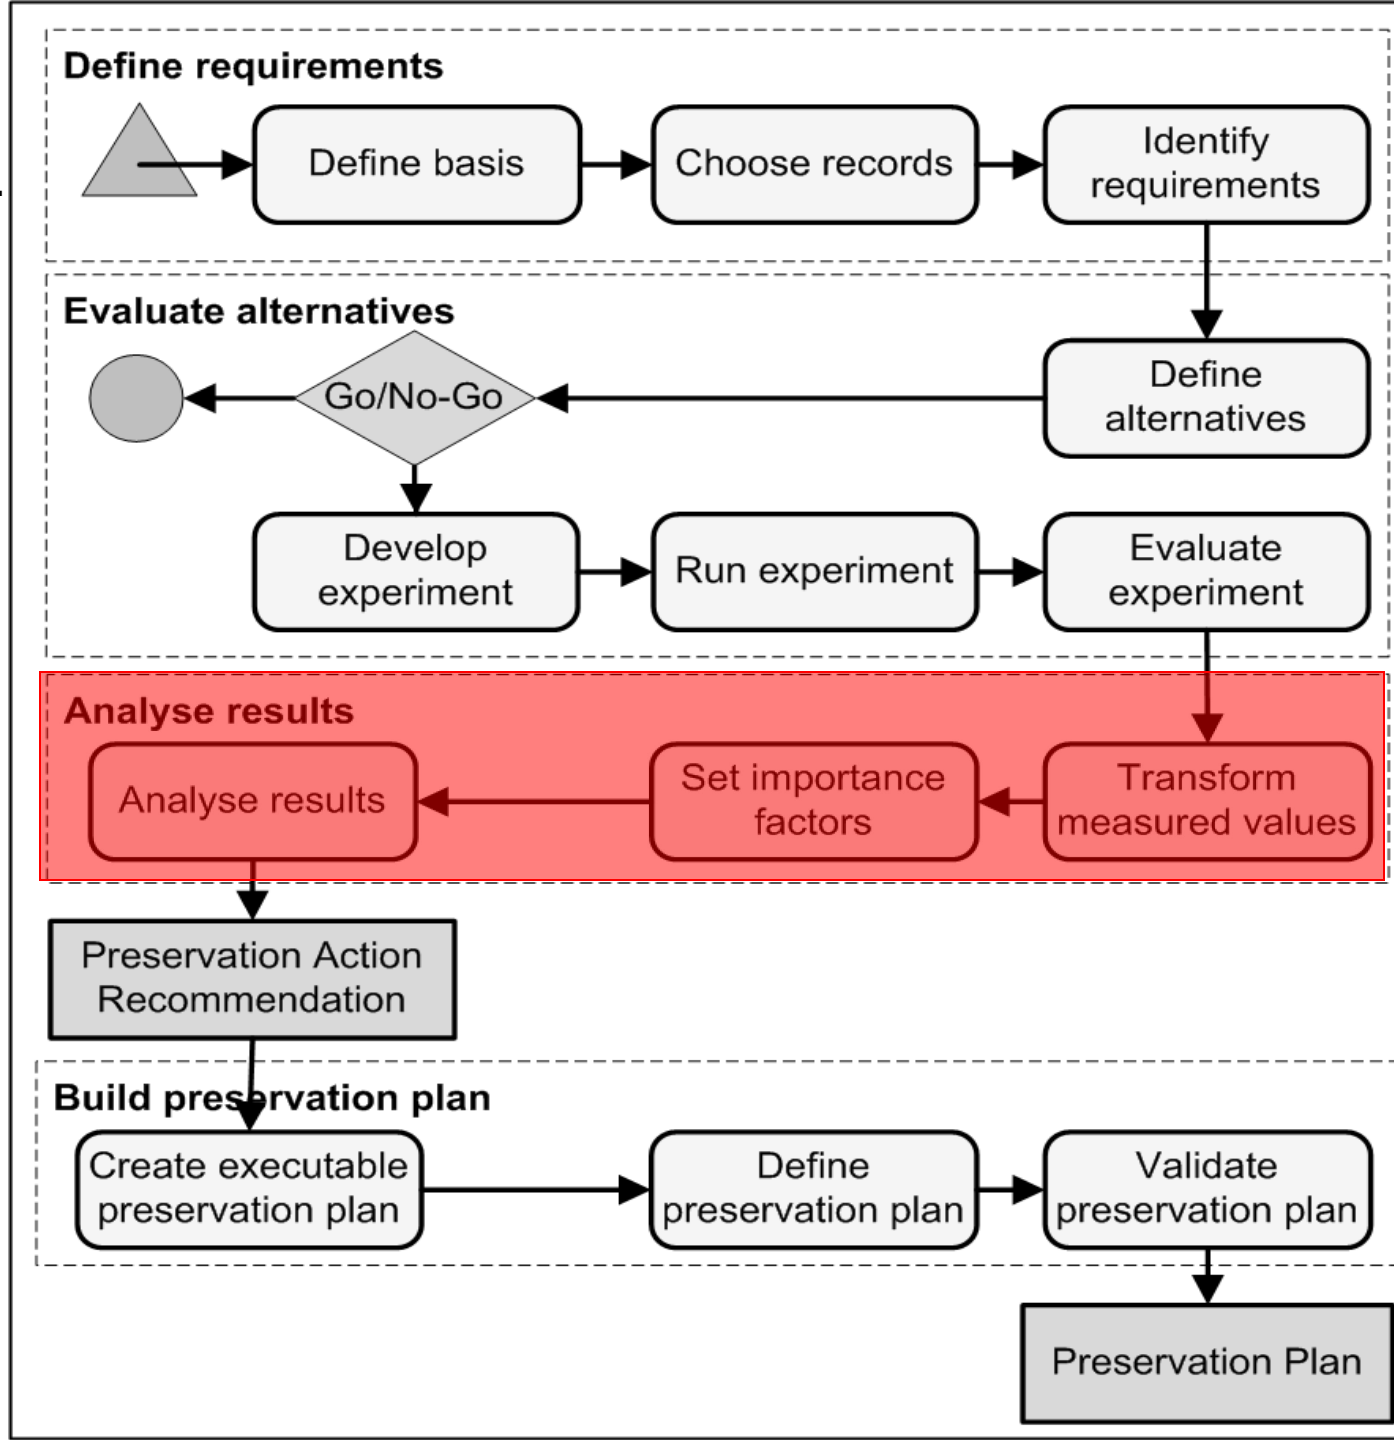 Define requirements
Define basis
Choose records
Identify
requirements
Evaluate alternatives
Go/No-Go
Define
alternatives
Develop
experiment
Run experiment
Evaluate
experiment
Analyse results
Analyse results
Set importance
factors
Transform
measured values
Preservation Action
Recommendation
Build preservation plan
Create executable
preservation plan
Define
preservation plan
Validate
preservation plan
Preservation Plan